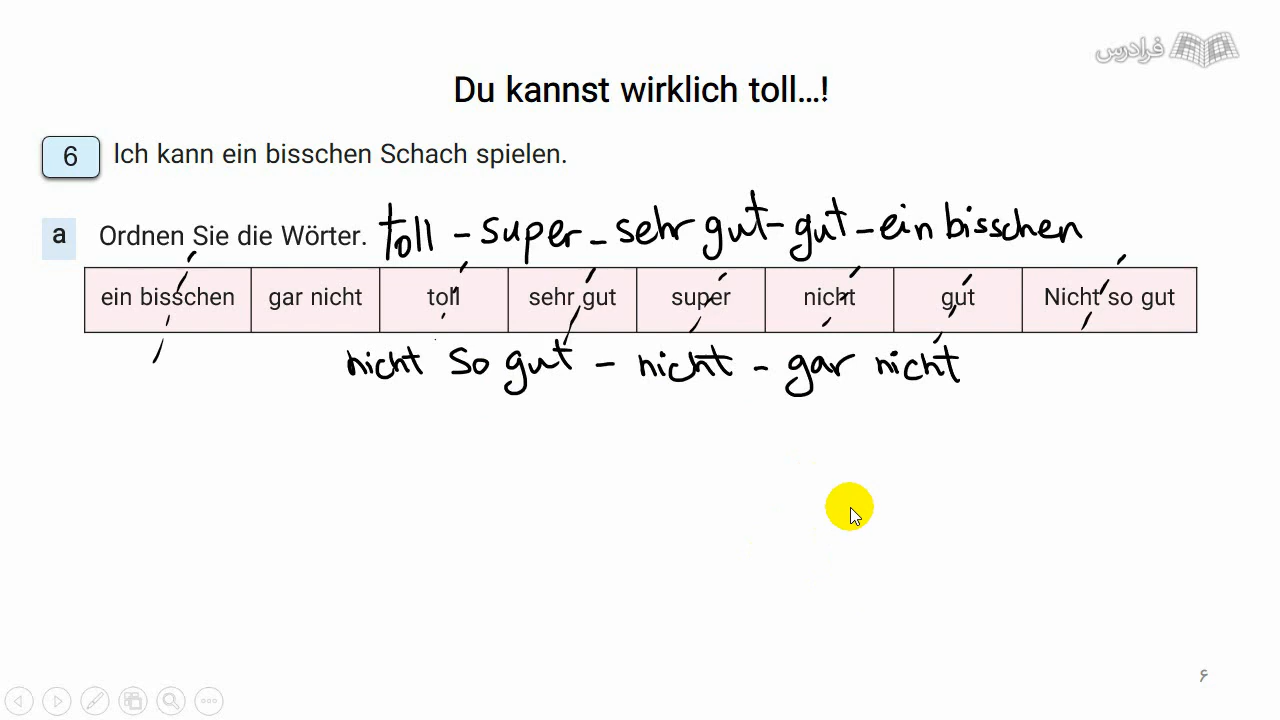 فرادرس
Du kannst wirklich toll...!
6 Ich kann ein bisschen Schach spielen.
a Ordnen Sie die Wörter. toll - super - sehr gut - gut - ein bisschen
ein bisschen gar nicht toll sehr gut super nicht gut Nicht so gut
nicht so gut - nicht - gar nicht
۶